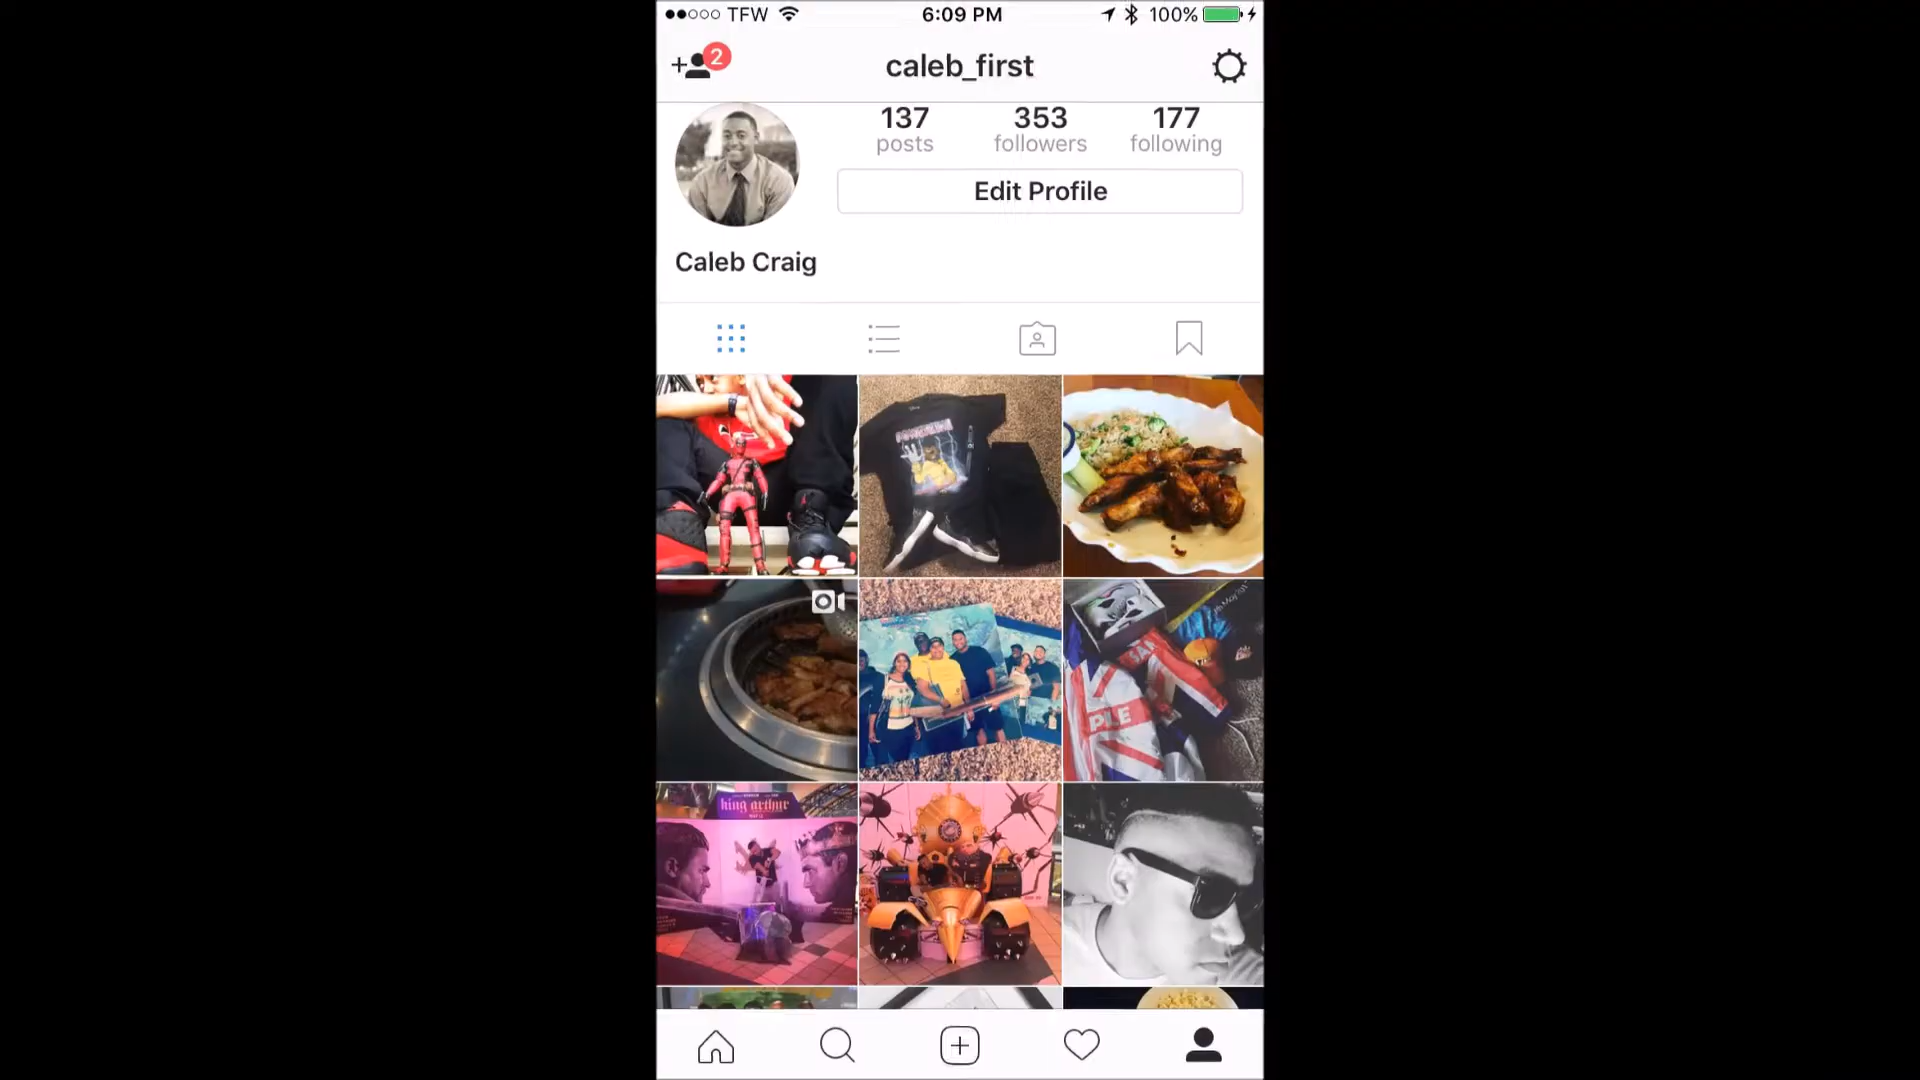 TFW 6:09 PM 100%
2 caleb_first
137 353 177
posts followers following
Edit Profile
Caleb Craig
king arthur